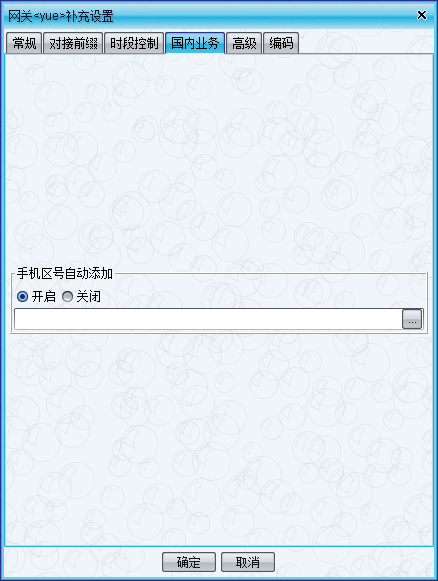 网关<yue>补充设置
常规 对接前缀 时段控制 国内业务 高级 编码
手机区号自动添加
开启 关闭
...
确定 取消